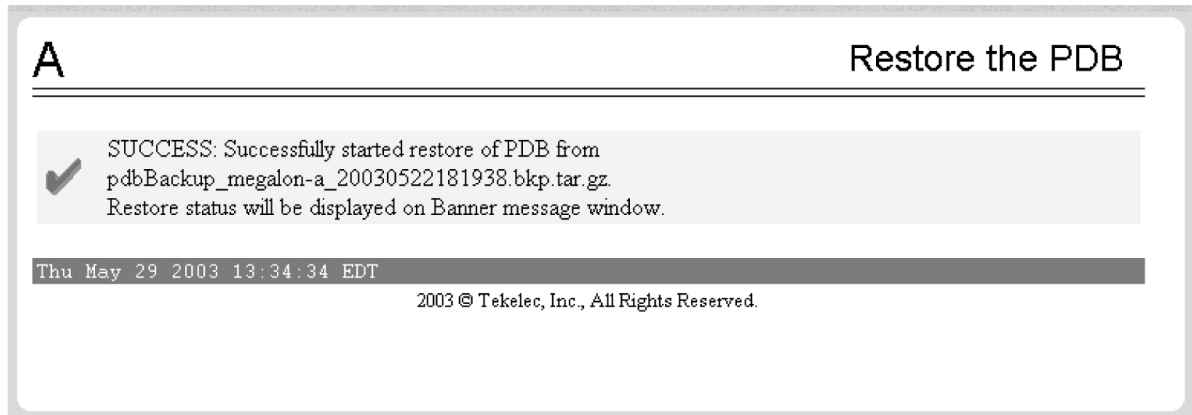 A
Restore the PDB
SUCCESS: Successfully started restore of PDB from
pdbBackup_megalon-a_20030522181938.bkp.tar.gz.
Restore status will be displayed on Banner message window.
Thu May 29 2003 13:34:34 EDT
2003 © Tekelec, Inc., All Rights Reserved.